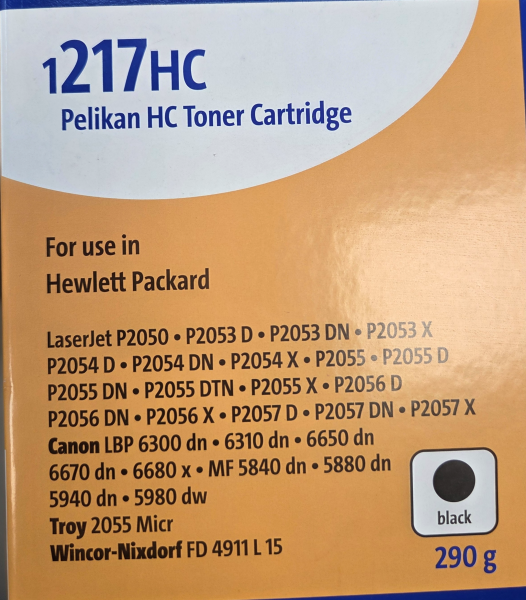 1217HC
Pelikan HC Toner Cartridge
For use in
Hewlett Packard
LaserJet P2050 • P2053 D • P2053 DN • P2053 X
P2054 D • P2054 DN • P2054 X • P2055 • P2055 D
P2055 DN • P2055 DTN • P2055 X • P2056 D
P2056 DN • P2056 X • P2057 D • P2057 DN • P2057 X
Canon LBP 6300 dn • 6310 dn • 6650 dn
6670 dn • 6680 x • MF 5840 dn • 5880 dn
5940 dn • 5980 dw
Troy 2055 Micr
Wincor-Nixdorf FD 4911 L 15
black
290 g